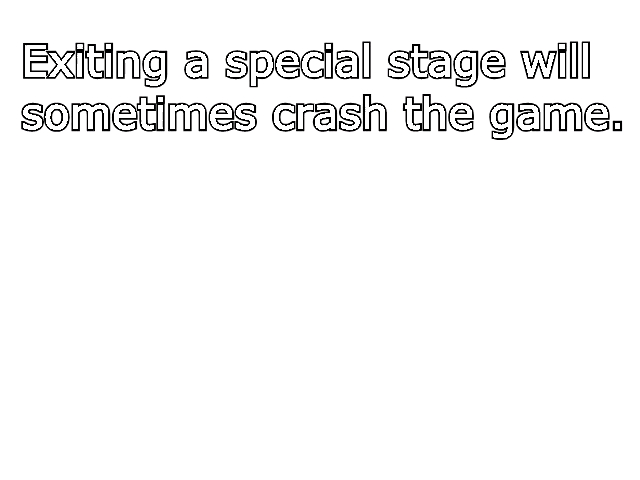 Exiting a special stage will
sometimes crash the game.